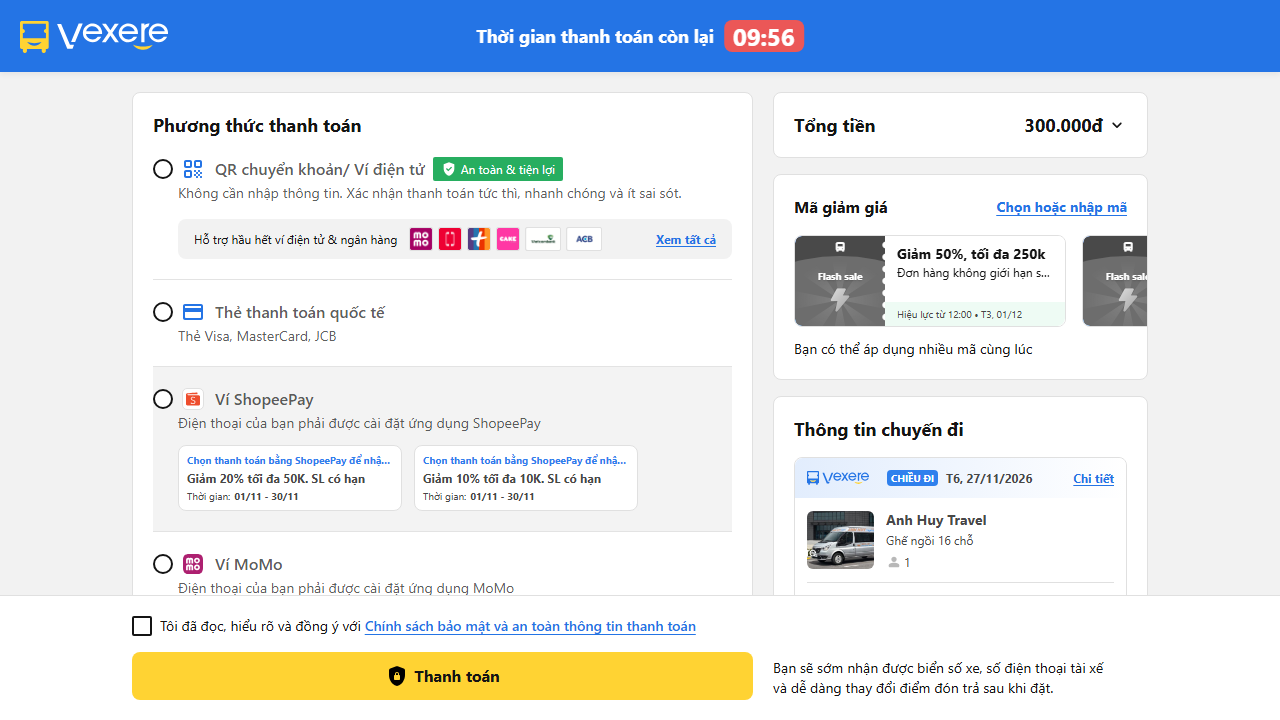 Vexere
Thời gian thanh toán còn lại 09:56
Phương thức thanh toán
QR chuyển khoản/ Ví điện tử An toàn & tiện lợi
Không cần nhập thông tin. Xác nhận thanh toán tức thì, nhanh chóng và ít sai sót.
Hỗ trợ hầu hết ví điện tử & ngân hàng mo mo CAKE Vietcombank ACB Xem tất cả
Thẻ thanh toán quốc tế
Thẻ Visa, MasterCard, JCB
Ví ShopeePay
Điện thoại của bạn phải được cài đặt ứng dụng ShopeePay
Chọn thanh toán bằng ShopeePay để nhậ...
Giảm 20% tối đa 50K. SL có hạn
Thời gian: 01/11 - 30/11
Chọn thanh toán bằng ShopeePay để nhậ...
Giảm 10% tối đa 10K. SL có hạn
Thời gian: 01/11 - 30/11
mo mo Ví MoMo
Điện thoại của bạn phải được cài đặt ứng dụng MoMo
Tổng tiền 300.000đ
Mã giảm giá Chọn hoặc nhập mã
Flash sale
Giảm 50%, tối đa 250k
Đơn hàng không giới hạn s...
Hiệu lực từ 12:00 • T3, 01/12
Flash sal
Bạn có thể áp dụng nhiều mã cùng lúc
Thông tin chuyến đi
Vexere CHIỀU ĐI T6, 27/11/2026 Chi tiết
Anh Huy Travel
Ghế ngồi 16 chỗ
1
Tôi đã đọc, hiểu rõ và đồng ý với Chính sách bảo mật và an toàn thông tin thanh toán
Thanh toán
Bạn sẽ sớm nhận được biển số xe, số điện thoại tài xế
và dễ dàng thay đổi điểm đón trả sau khi đặt.